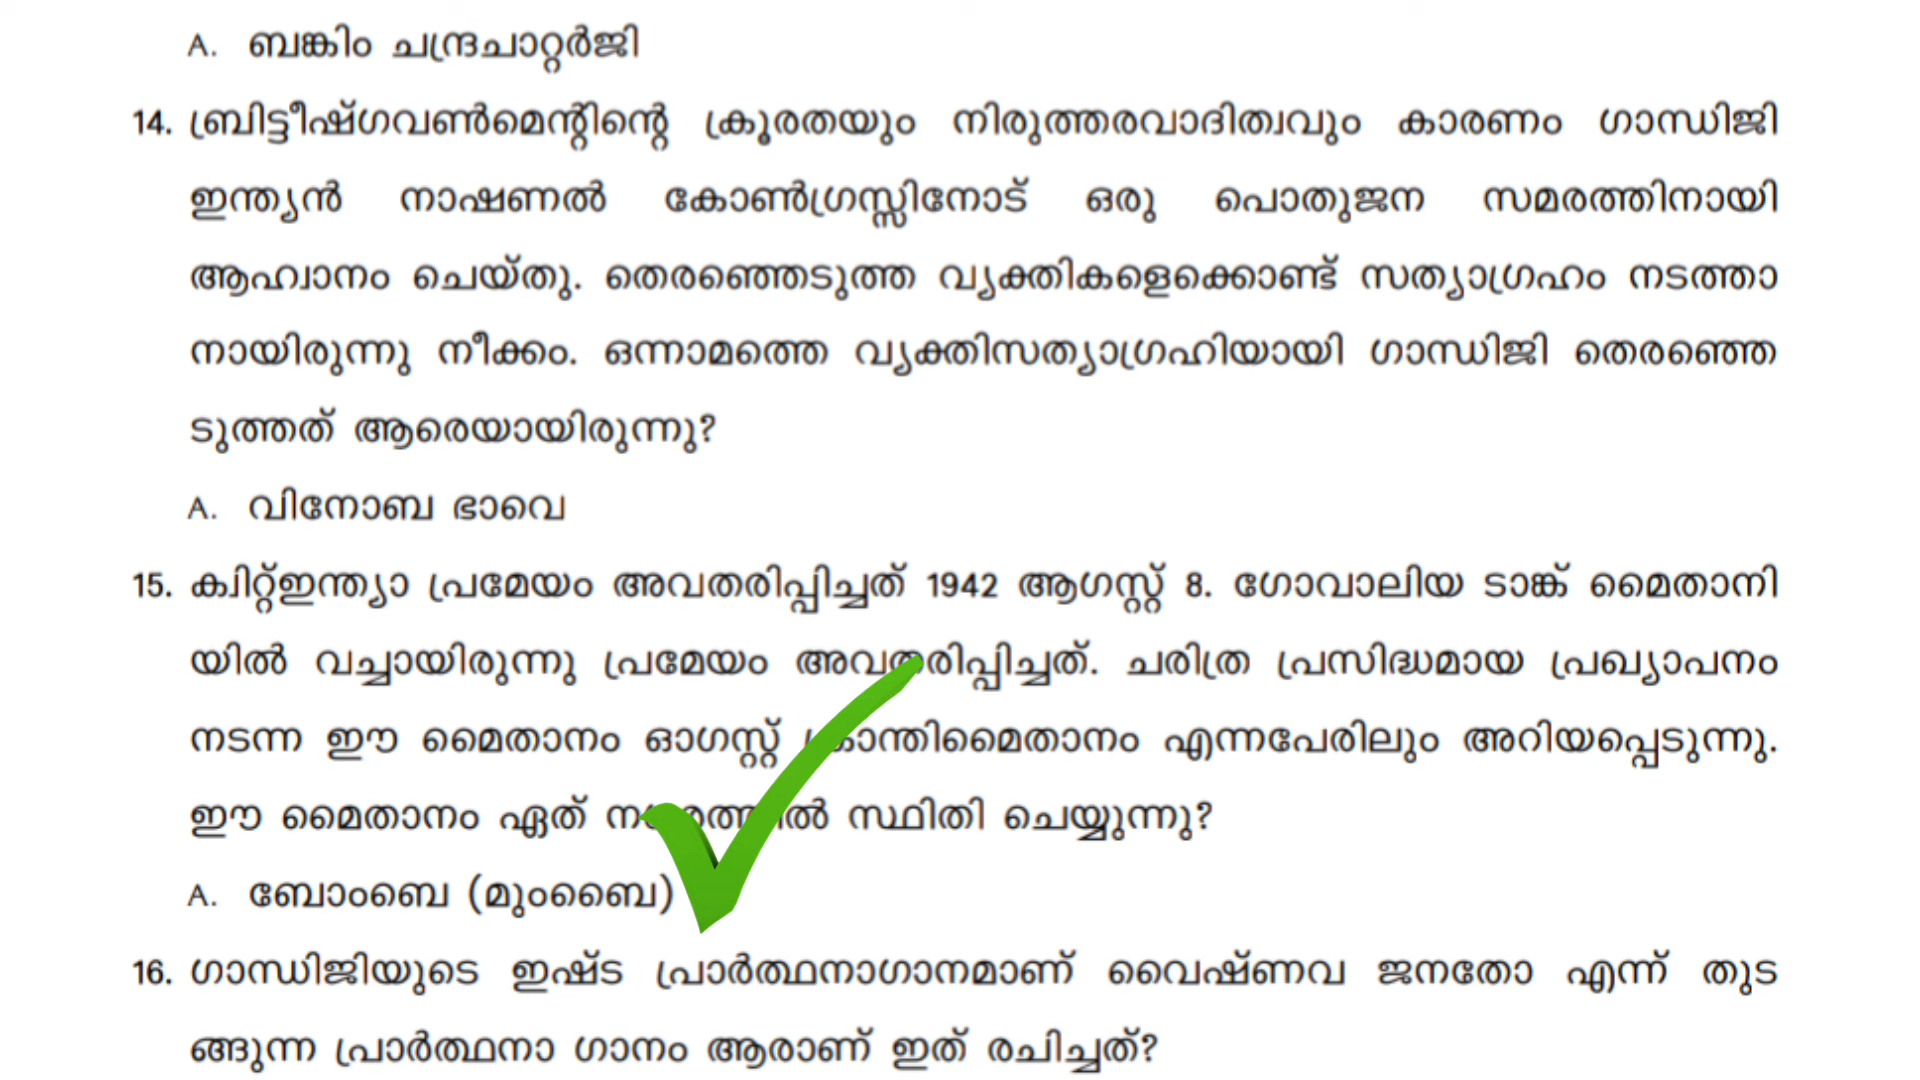 A. ബങ്കിം ചന്ദ്രചാറ്റർജി
14. ബ്രിട്ടീഷ്ഗവൺമെന്റിന്റെ ക്രൂരതയും നിരുത്തരവാദിത്വവും കാരണം ഗാന്ധിജി
ഇന്ത്യൻ നാഷണൽ കോൺഗ്രസ്സിനോട് ഒരു പൊതുജന സമരത്തിനായി
ആഹ്വാനം ചെയ്തു. തെരഞ്ഞെടുത്ത വ്യക്തികളെക്കൊണ്ട് സത്യാഗ്രഹം നടത്താ
നായിരുന്നു നീക്കം. ഒന്നാമത്തെ വ്യക്തിസത്യാഗ്രഹിയായി ഗാന്ധിജി തെരഞ്ഞെ
ടുത്തത് ആരെയായിരുന്നു?
A. വിനോബ ഭാവെ
15. ക്വിറ്റ്ഇന്ത്യാ പ്രമേയം അവതരിപ്പിച്ചത് 1942 ആഗസ്റ്റ് 8. ഗോവാലിയ ടാങ്ക് മൈതാനി
യിൽ വച്ചായിരുന്നു പ്രമേയം അവതരിപ്പിച്ചത്. ചരിത്ര പ്രസിദ്ധമായ പ്രഖ്യാപനം
നടന്ന ഈ മൈതാനം ഓഗസ്റ്റ് ക്രാന്തിമൈതാനം എന്നപേരിലും അറിയപ്പെടുന്നു.
ഈ മൈതാനം ഏത് നഗരത്തിൽ സ്ഥിതി ചെയ്യുന്നു?
A. ബോംബെ (മുംബൈ)
16. ഗാന്ധിജിയുടെ ഇഷ്ട പ്രാർത്ഥനാഗാനമാണ് വൈഷ്ണവ ജനതോ എന്ന് തുട
ങ്ങുന്ന പ്രാർത്ഥനാ ഗാനം ആരാണ് ഇത് രചിച്ചത്?